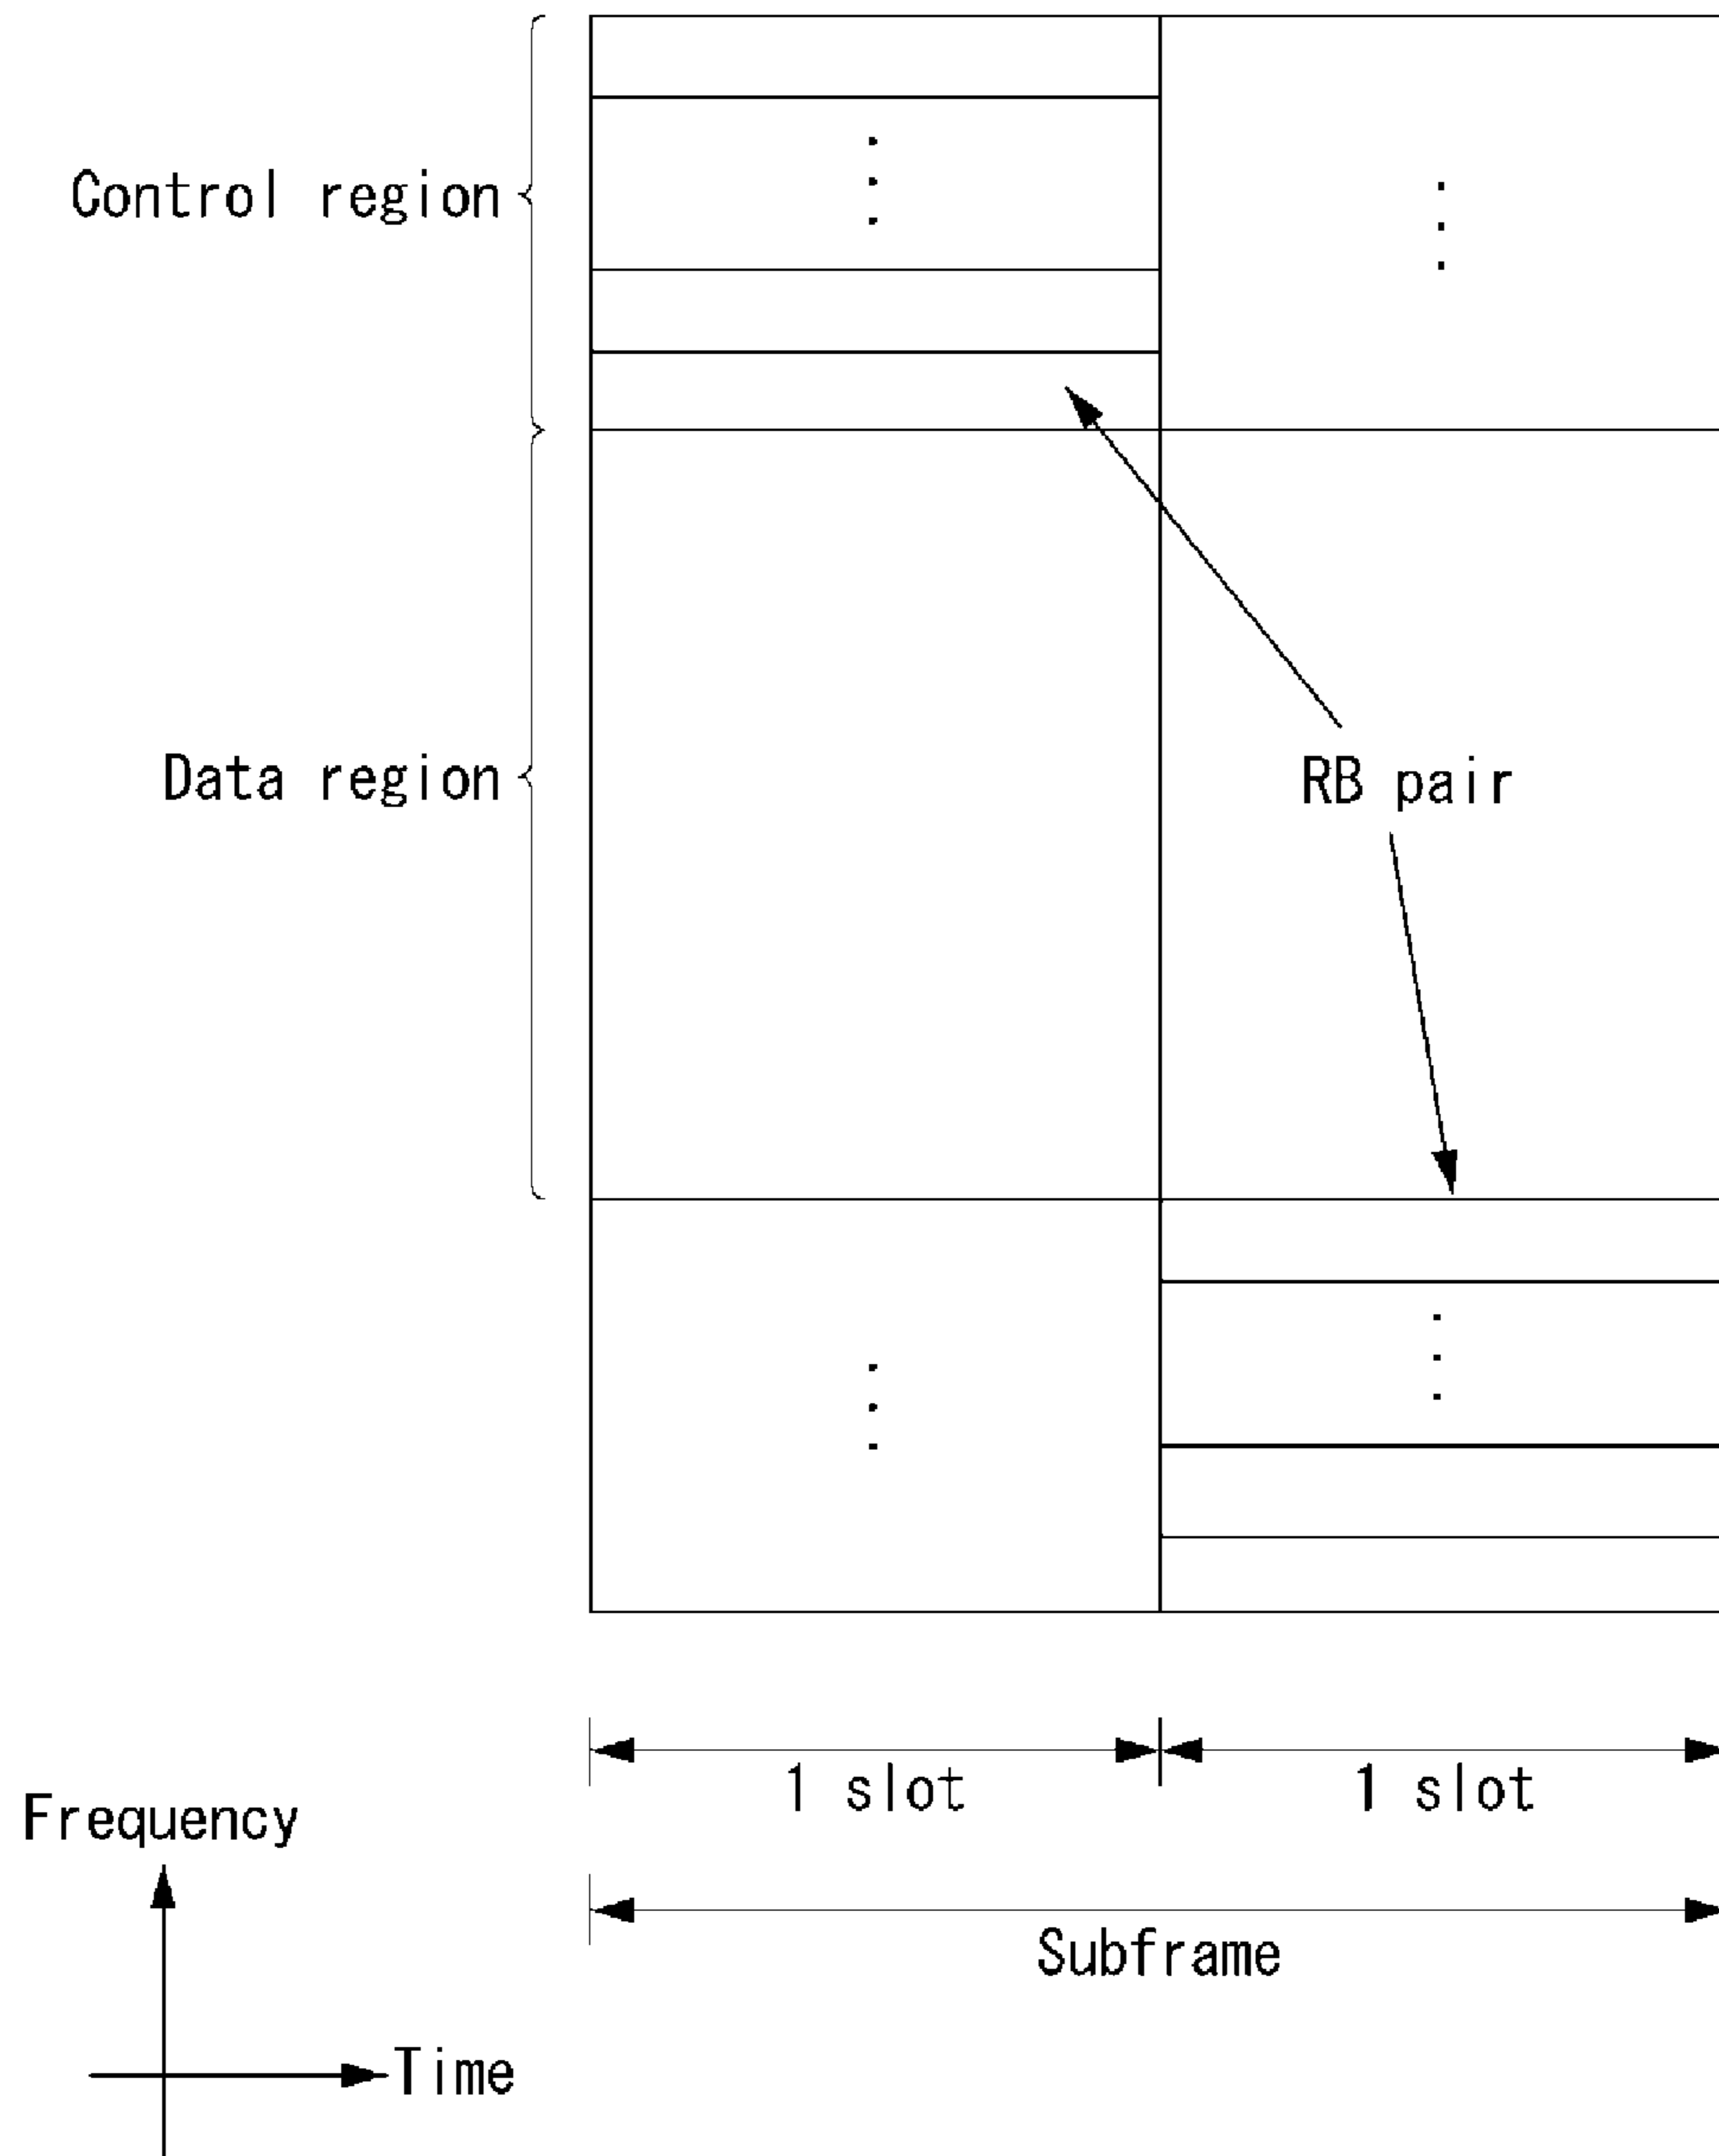 Control region
Data region
RB pair
1 slot
1 slot
Frequency
Subframe
Time